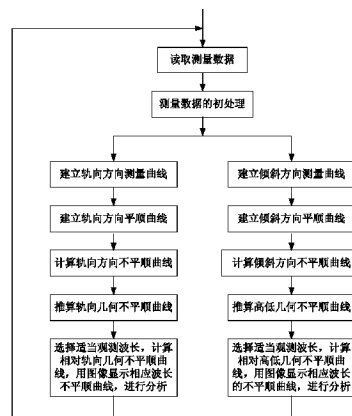 读取测量数据
测量数据的初处理
建立轨向方向测量曲线
建立轨向方向平顺曲线
计算轨向方向不平顺曲线
推算轨向几何不平顺曲线
选择适当观测波长，计算
相对轨向几何不平顺曲
线，用图像显示相应波长
不平顺曲线，进行分析
建立倾斜方向测量曲线
建立倾斜方向平顺曲线
计算倾斜方向不平顺曲线
推算高低几何不平顺曲线
选择适当观测波长，计算
相对高低几何不平顺曲
线，用图像显示相应波长
的不平顺曲线，进行分析